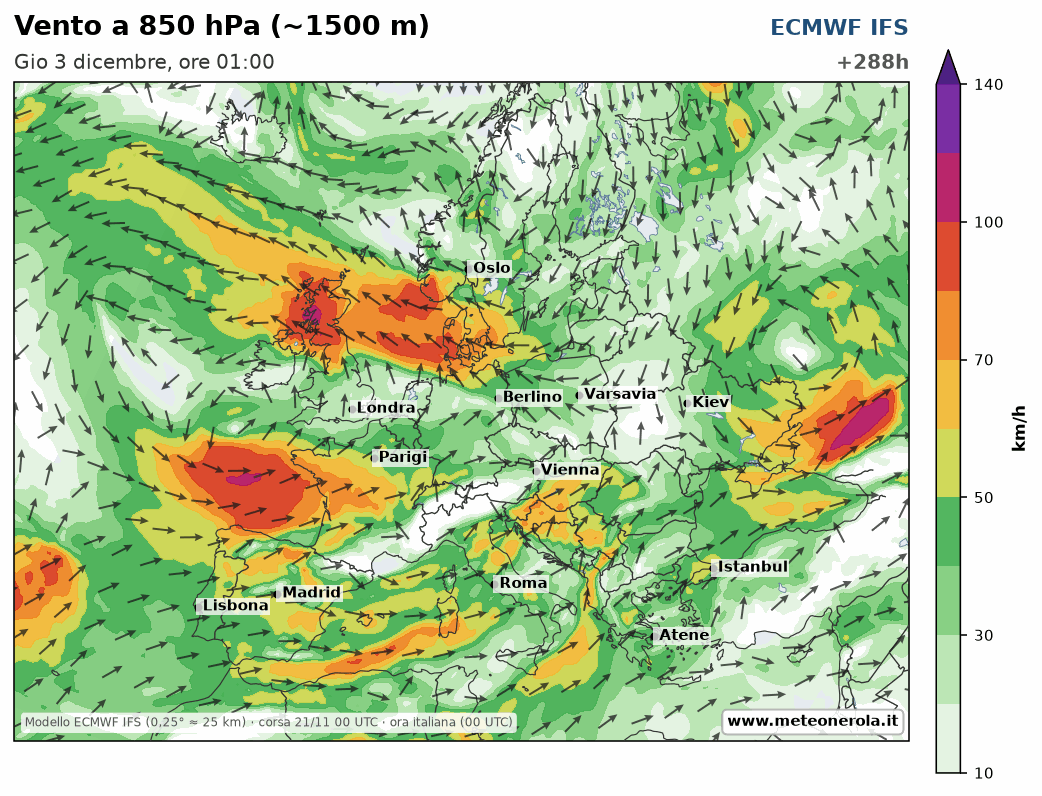 Vento a 850 hPa (~1500 m)
ECMWF IFS
Gio 3 dicembre, ore 01:00
+288h
140
100
70
50
30
10
km/h
Oslo
Berlino
Varsavia
Kiev
Londra
Parigi
Vienna
Istanbul
Roma
Madrid
Lisbona
Atene
Modello ECMWF IFS (0,25° ≈ 25 km) · corsa 21/11 00 UTC · ora italiana (00 UTC)
www.meteonerola.it